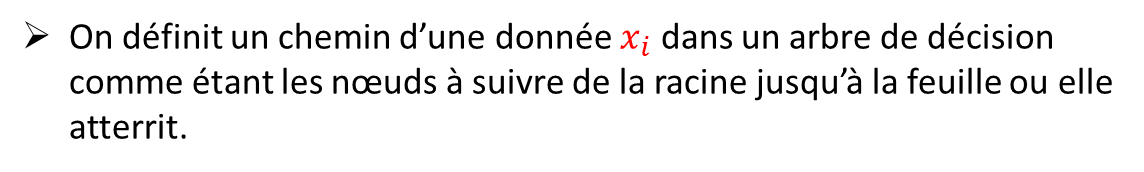 ➢ On définit un chemin d’une donnée xᵢ dans un arbre de décision
comme étant les nœuds à suivre de la racine jusqu’à la feuille ou elle
atterrit.